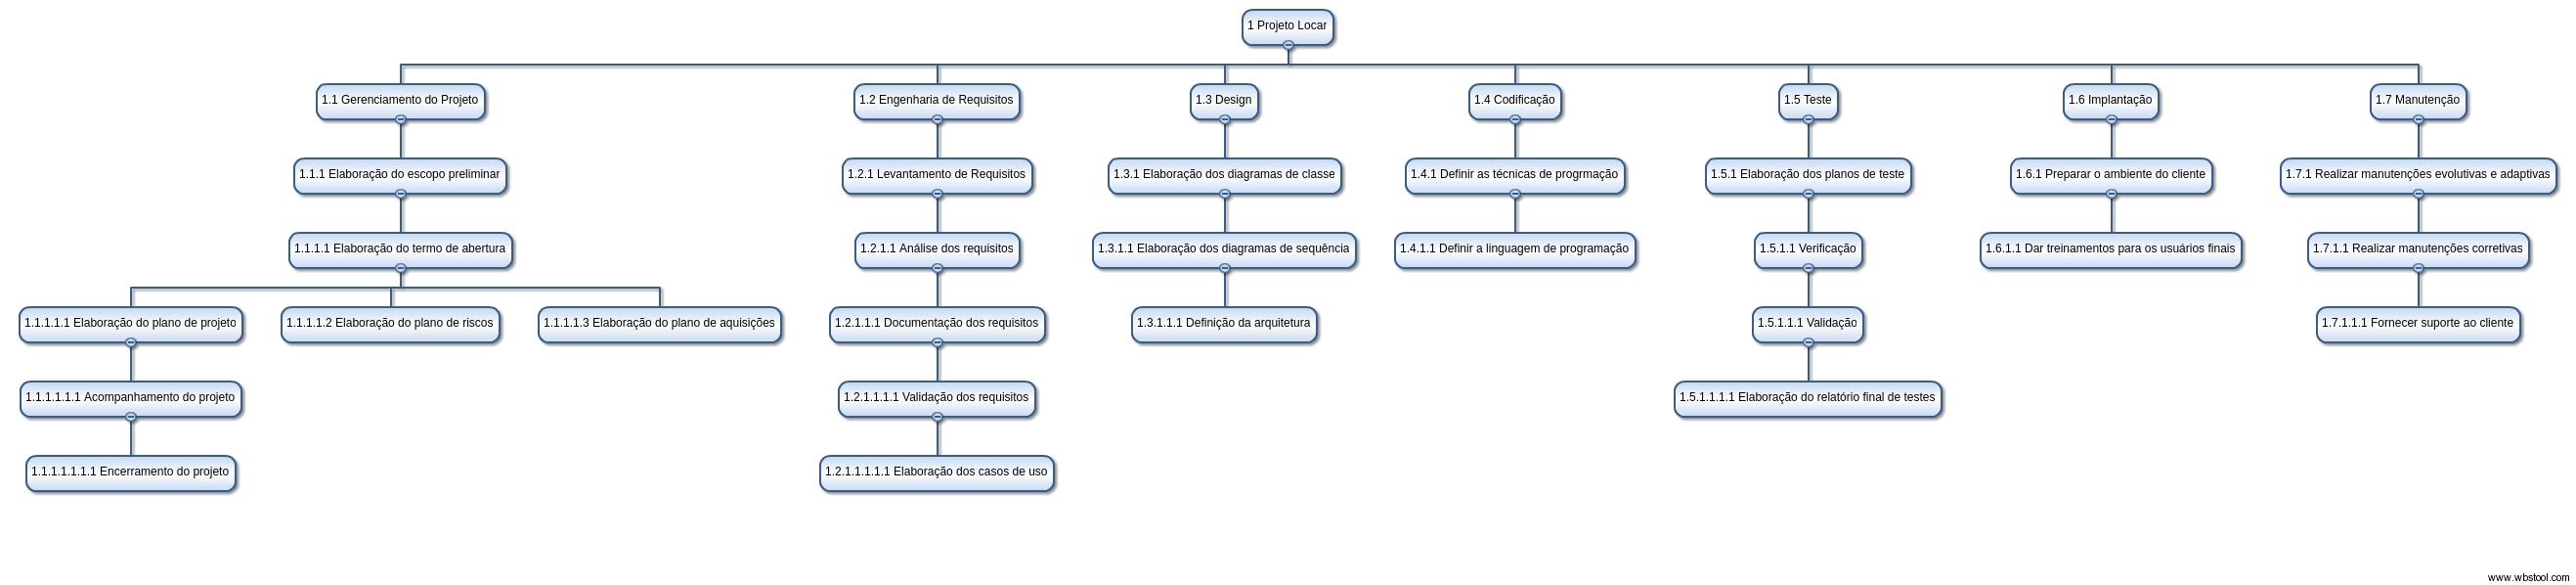 1 Projeto Locar
1.1 Gerenciamento do Projeto
1.2 Engenharia de Requisitos
1.3 Design
1.4 Codificação
1.5 Teste
1.6 Implantação
1.7 Manutenção
1.1.1 Elaboração do escopo preliminar
1.2.1 Levantamento de Requisitos
1.3.1 Elaboração dos diagramas de classe
1.4.1 Definir as técnicas de progrmação
1.5.1 Elaboração dos planos de teste
1.6.1 Preparar o ambiente do cliente
1.7.1 Realizar manutenções evolutivas e adaptivas
1.1.1.1 Elaboração do termo de abertura
1.2.1.1 Análise dos requisitos
1.3.1.1 Elaboração dos diagramas de sequência
1.4.1.1 Definir a linguagem de programação
1.5.1.1 Verificação
1.6.1.1 Dar treinamentos para os usuários finais
1.7.1.1 Realizar manutenções corretivas
1.1.1.1.1 Elaboração do plano de projeto
1.1.1.1.2 Elaboração do plano de riscos
1.1.1.1.3 Elaboração do plano de aquisições
1.2.1.1.1 Documentação dos requisitos
1.3.1.1.1 Definição da arquitetura
1.5.1.1.1 Validação
1.7.1.1.1 Fornecer suporte ao cliente
1.1.1.1.1.1 Acompanhamento do projeto
1.2.1.1.1.1 Validação dos requisitos
1.5.1.1.1.1 Elaboração do relatório final de testes
1.1.1.1.1.1.1 Encerramento do projeto
1.2.1.1.1.1.1 Elaboração dos casos de uso
www.wbstool.com